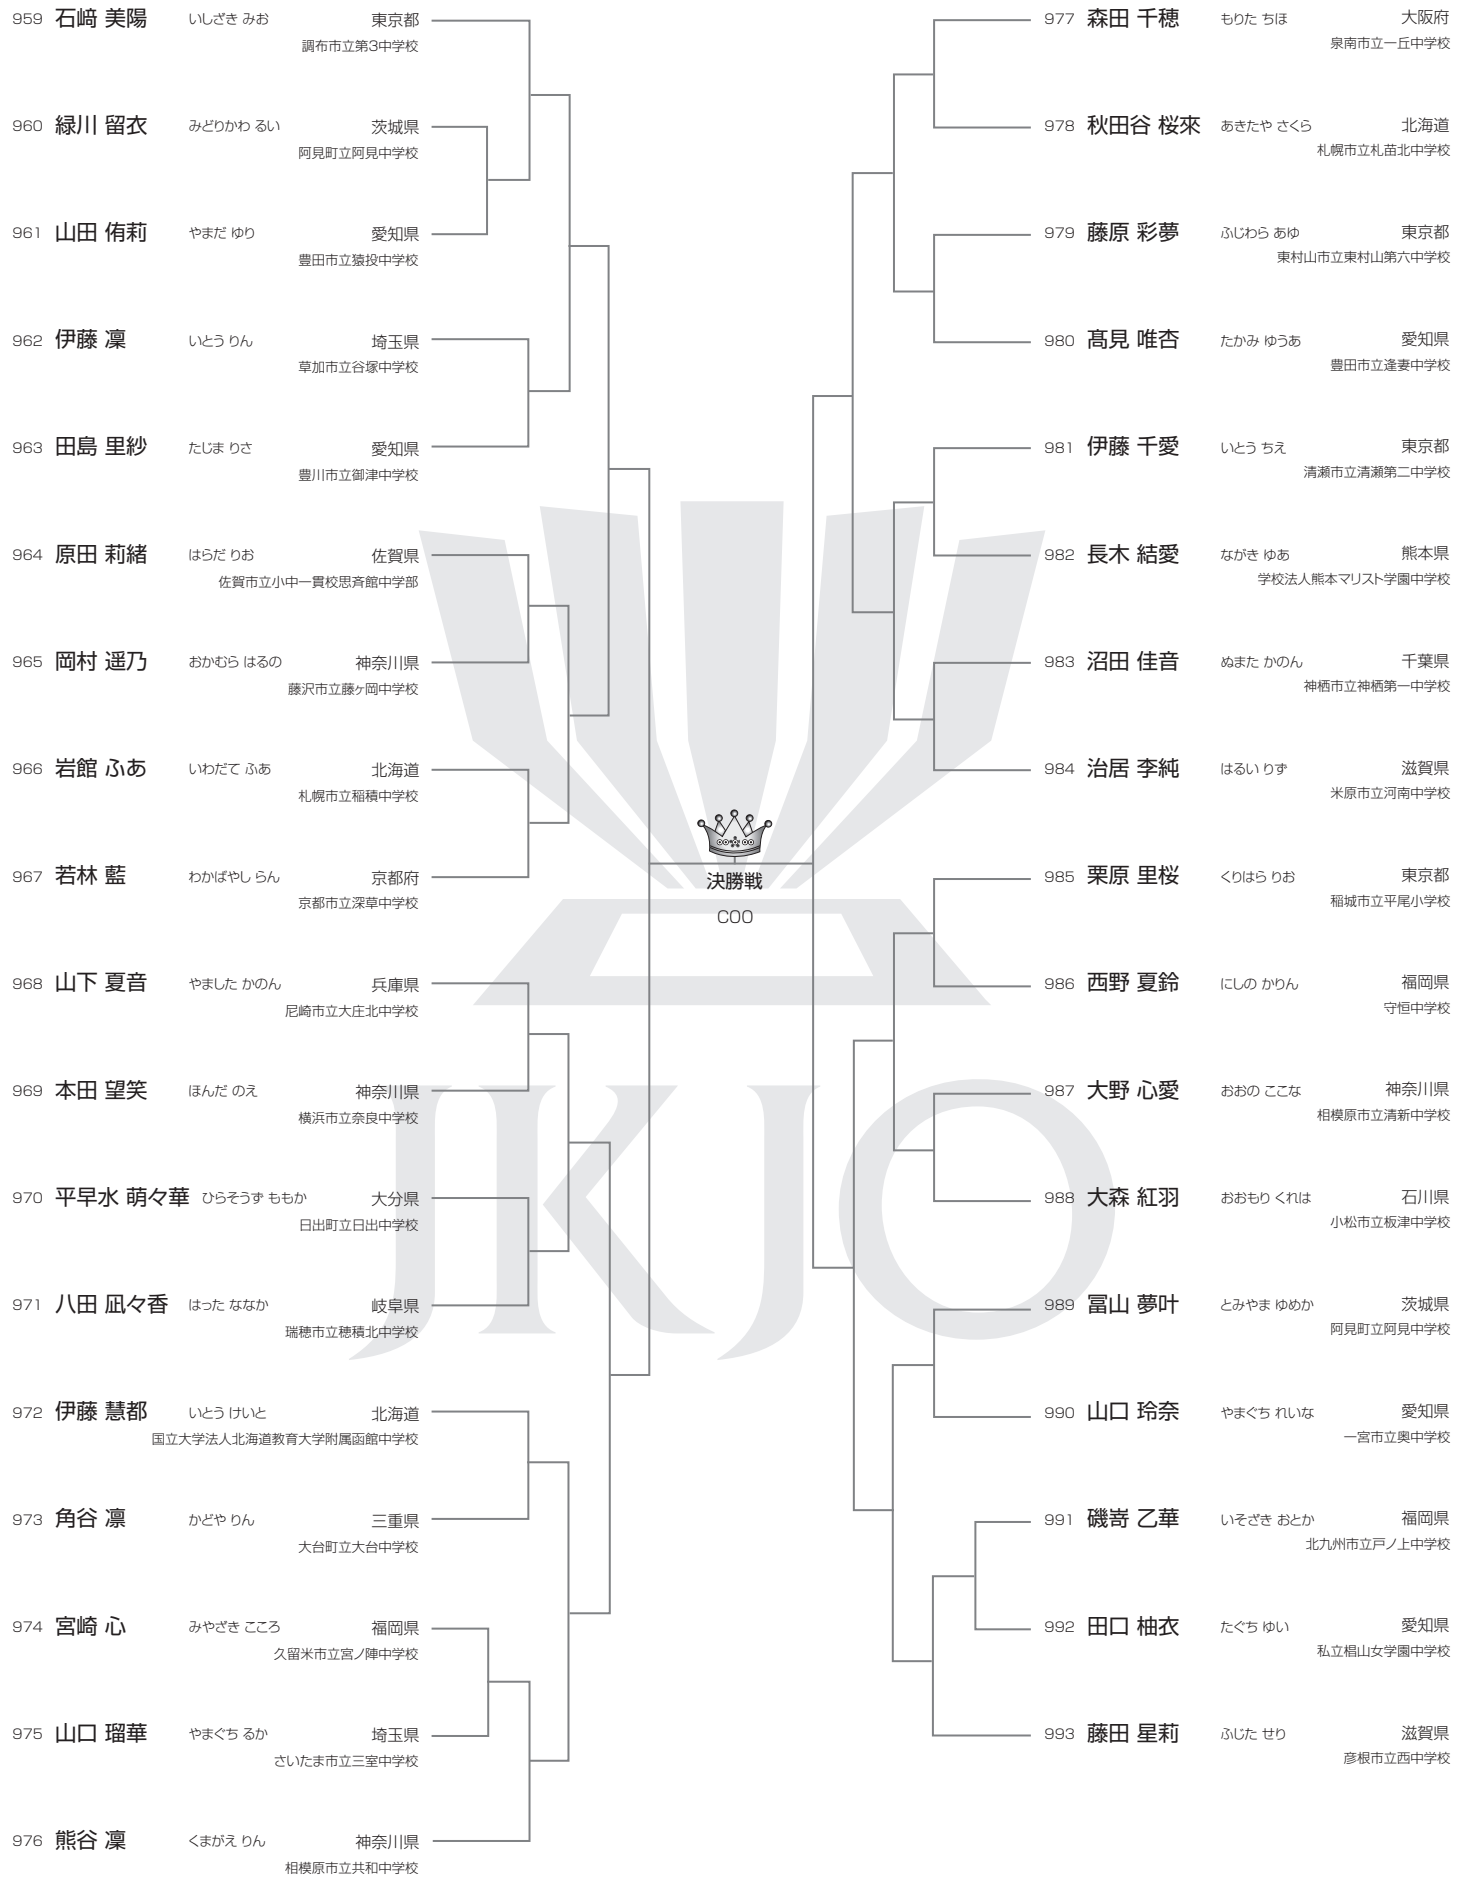 959 石﨑 美陽 いしざき みお 東京都
調布市立第3中学校
960 緑川 留衣 みどりかわ るい 茨城県
阿見町立阿見中学校
961 山田 侑莉 やまだ ゆり 愛知県
豊田市立猿投中学校
962 伊藤 凜 いとう りん 埼玉県
草加市立谷塚中学校
963 田島 里紗 たじま りさ 愛知県
豊川市立御津中学校
964 原田 莉緒 はらだ りお 佐賀県
佐賀市立小中一貫校思斉館中学部
965 岡村 遥乃 おかむら はるの 神奈川県
藤沢市立藤ヶ岡中学校
966 岩館 ふあ いわだて ふあ 北海道
札幌市立稲積中学校
967 若林 藍 わかばやし らん 京都府
京都市立深草中学校
968 山下 夏音 やました かのん 兵庫県
尼崎市立大庄北中学校
969 本田 望笑 ほんだ のえ 神奈川県
横浜市立奈良中学校
970 平早水 萌々華 ひらそうず ももか 大分県
日出町立日出中学校
971 八田 凪々香 はった ななか 岐阜県
瑞穂市立穂積北中学校
972 伊藤 慧都 いとう けいと 北海道
国立大学法人北海道教育大学附属函館中学校
973 角谷 凛 かどや りん 三重県
大台町立大台中学校
974 宮崎 心 みやざき こころ 福岡県
久留米市立宮ノ陣中学校
975 山口 瑠華 やまぐち るか 埼玉県
さいたま市立三室中学校
976 熊谷 凜 くまがえ りん 神奈川県
相模原市立共和中学校
決勝戦
C00
JKJO
977 森田 千穂 もりた ちほ 大阪府
泉南市立一丘中学校
978 秋田谷 桜來 あきたや さくら 北海道
札幌市立札苗北中学校
979 藤原 彩夢 ふじわら あゆ 東京都
東村山市立東村山第六中学校
980 髙見 唯杏 たかみ ゆうあ 愛知県
豊田市立逢妻中学校
981 伊藤 千愛 いとう ちえ 東京都
清瀬市立清瀬第二中学校
982 長木 結愛 ながき ゆあ 熊本県
学校法人熊本マリスト学園中学校
983 沼田 佳音 ぬまた かのん 千葉県
神栖市立神栖第一中学校
984 治居 李純 はるい りず 滋賀県
米原市立河南中学校
985 栗原 里桜 くりはら りお 東京都
稲城市立平尾小学校
986 西野 夏鈴 にしの かりん 福岡県
守恒中学校
987 大野 心愛 おおの ここな 神奈川県
相模原市立清新中学校
988 大森 紅羽 おおもり くれは 石川県
小松市立板津中学校
989 冨山 夢叶 とみやま ゆめか 茨城県
阿見町立阿見中学校
990 山口 玲奈 やまぐち れいな 愛知県
一宮市立奥中学校
991 磯嵜 乙華 いそざき おとか 福岡県
北九州市立戸ノ上中学校
992 田口 柚衣 たぐち ゆい 愛知県
私立椙山女学園中学校
993 藤田 星莉 ふじた せり 滋賀県
彦根市立西中学校